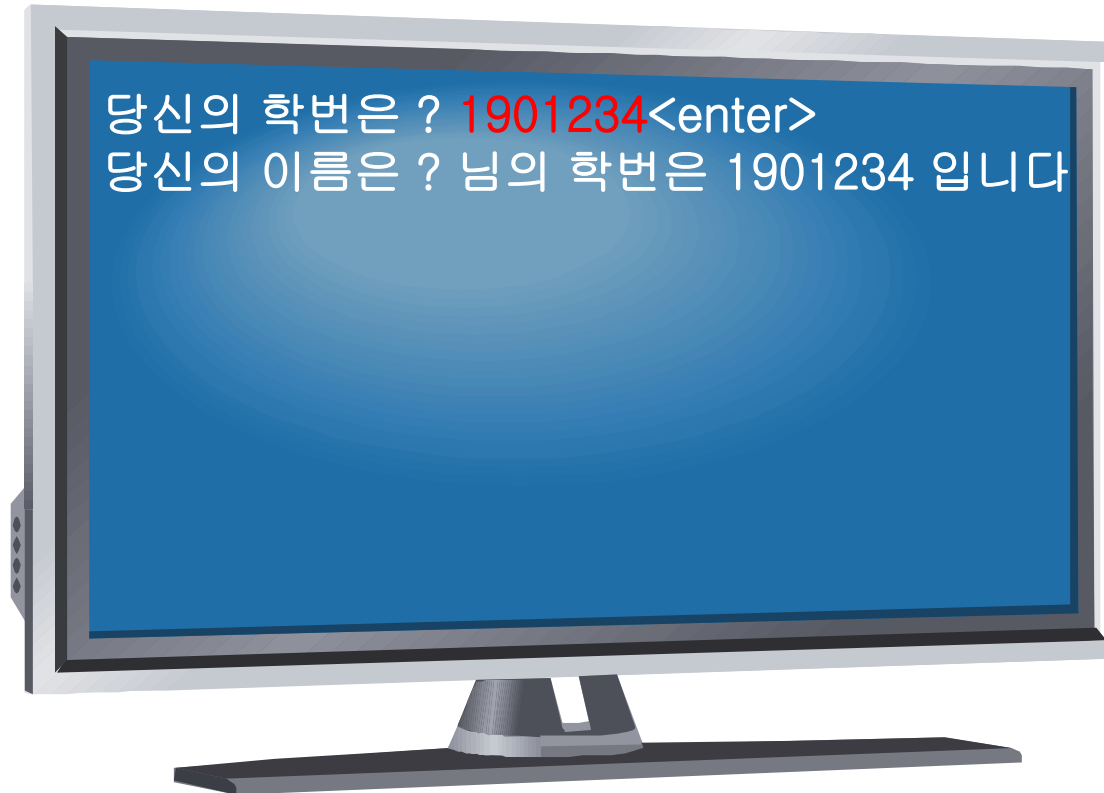 당신의 학번은 ? 1901234<enter>
당신의 이름은 ? 님의 학번은 1901234 입니다